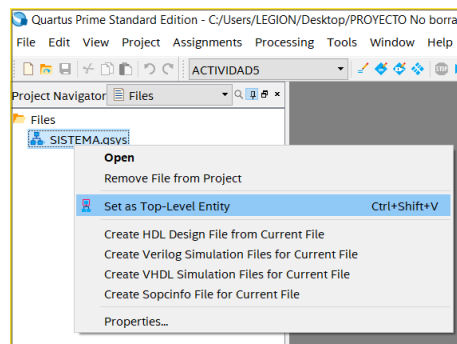 Quartus Prime Standard Edition - C:/Users/LEGION/Desktop/PROYECTO No borra
File Edit View Project Assignments Processing Tools Window Help
ACTIVIDAD5
STOP
Project Navigator Files
Files
SISTEMA.qsys
Open
Remove File from Project
Set as Top-Level Entity Ctrl+Shift+V
Create HDL Design File from Current File
Create Verilog Simulation Files for Current File
Create VHDL Simulation Files for Current File
Create Sopcinfo File for Current File
Properties...